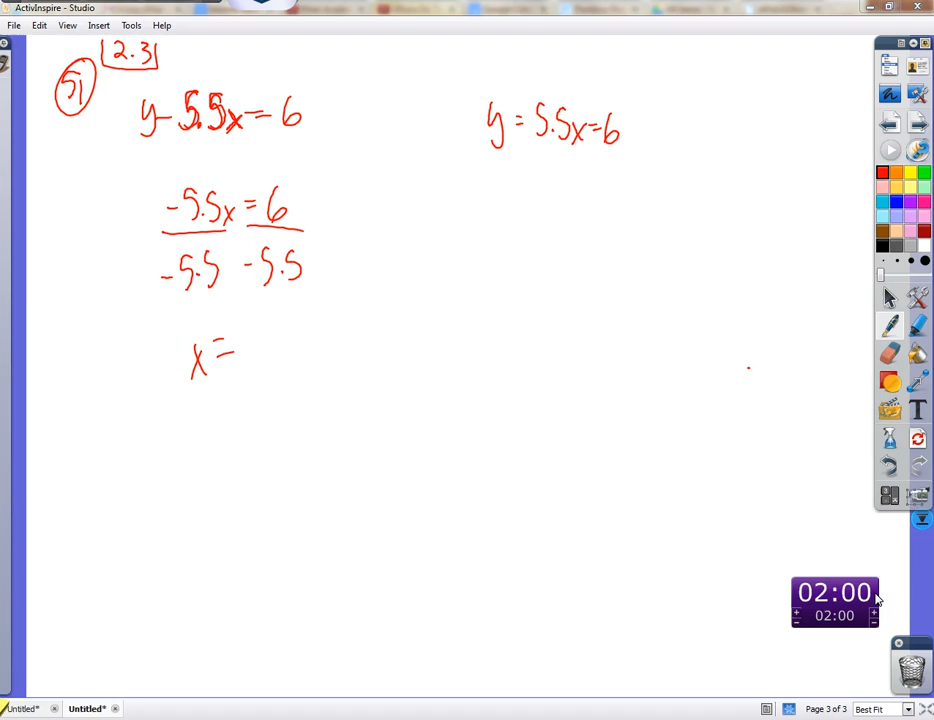 ActivInspire - Studio
File Edit View Insert Tools Help
2.3
51
y - 5.5x = 6
y = 5.5x = 6
-5.5x = 6
-5.5 -5.5
x =
02:00
02:00
Untitled* Untitled* Page 3 of 3 Best Fit